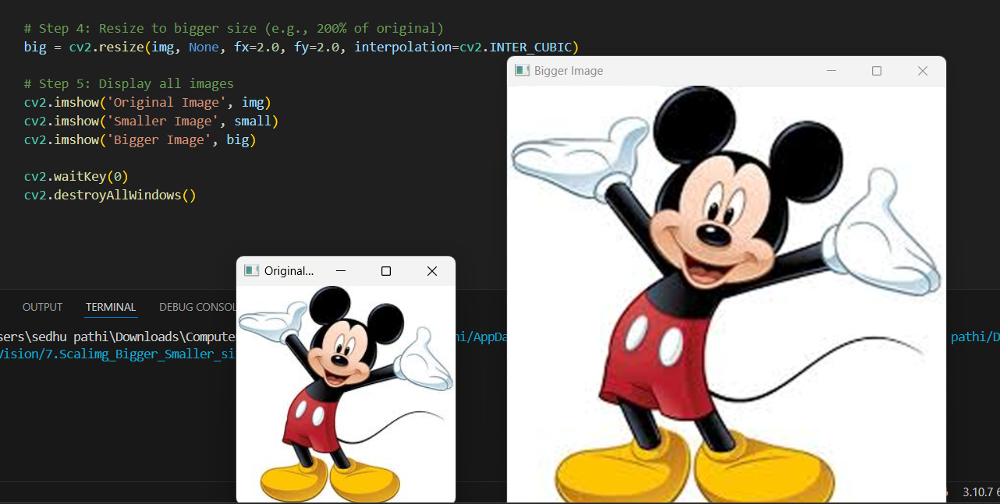 # Step 4: Resize to bigger size (e.g., 200% of original)
big = cv2.resize(img, None, fx=2.0, fy=2.0, interpolation=cv2.INTER_CUBIC)
# Step 5: Display all images
cv2.imshow('Original Image', img)
cv2.imshow('Smaller Image', small)
cv2.imshow('Bigger Image', big)
cv2.waitKey(0)
cv2.destroyAllWindows()
Bigger Image
Original...
OUTPUT TERMINAL DEBUG CONSOL
sers\sedhu pathi\Downloads\Compute hi/AppDa pathi/D
Vision/7.Scalimg_Bigger_Smaller_si
3.10.7 6